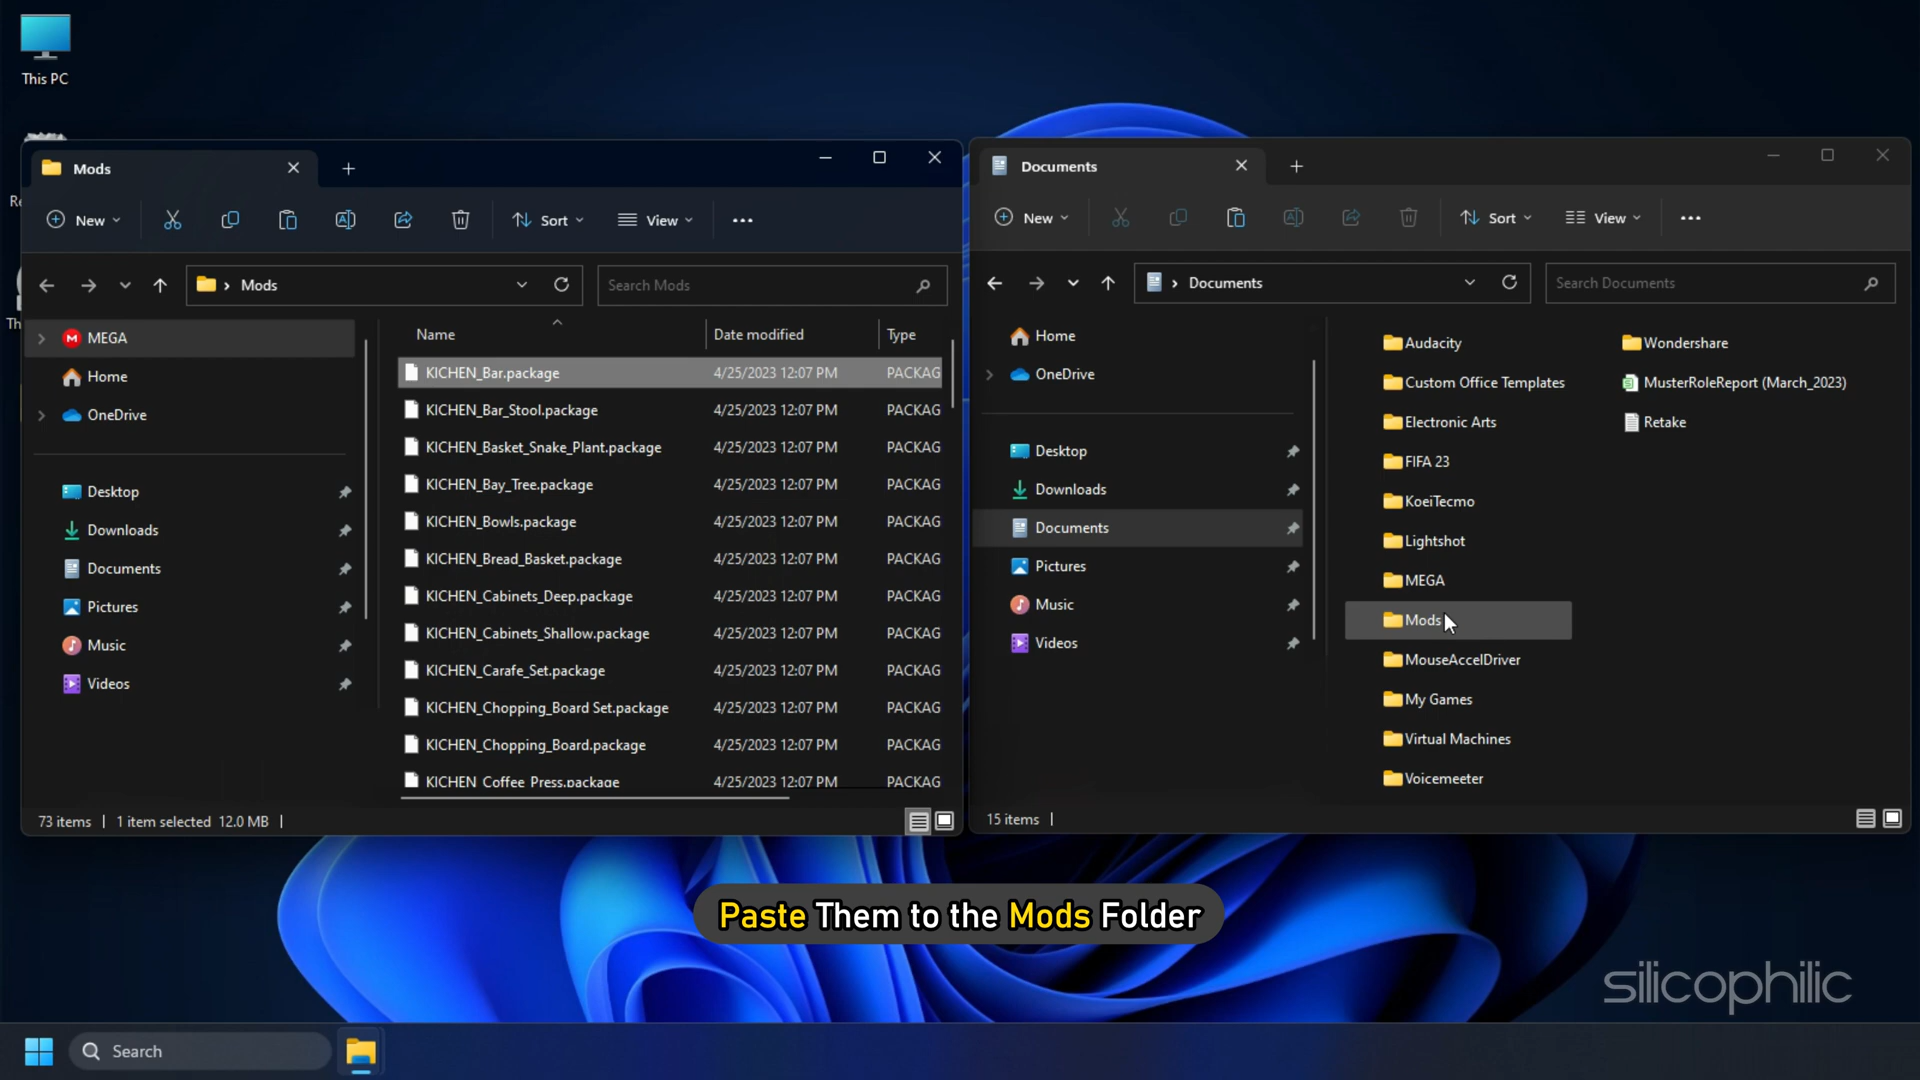 This PC
Mods
New
Sort
View
Mods
Search Mods
MEGA
Home
OneDrive
Desktop
Downloads
Documents
Pictures
Music
Videos
Name
Date modified
Type
KICHEN_Bar.package 4/25/2023 12:07 PM PACKAG
KICHEN_Bar_Stool.package 4/25/2023 12:07 PM PACKAG
KICHEN_Basket_Snake_Plant.package 4/25/2023 12:07 PM PACKAG
KICHEN_Bay_Tree.package 4/25/2023 12:07 PM PACKAG
KICHEN_Bowls.package 4/25/2023 12:07 PM PACKAG
KICHEN_Bread_Basket.package 4/25/2023 12:07 PM PACKAG
KICHEN_Cabinets_Deep.package 4/25/2023 12:07 PM PACKAG
KICHEN_Cabinets_Shallow.package 4/25/2023 12:07 PM PACKAG
KICHEN_Carafe_Set.package 4/25/2023 12:07 PM PACKAG
KICHEN_Chopping_Board Set.package 4/25/2023 12:07 PM PACKAG
KICHEN_Chopping_Board.package 4/25/2023 12:07 PM PACKAG
KICHEN_Coffee_Press.package 4/25/2023 12:07 PM PACKAG
73 items
1 item selected 12.0 MB
Documents
New
Sort
View
Documents
Search Documents
Home
OneDrive
Desktop
Downloads
Documents
Pictures
Music
Videos
Audacity
Custom Office Templates
Electronic Arts
FIFA 23
KoeiTecmo
Lightshot
MEGA
Mods
MouseAccelDriver
My Games
Virtual Machines
Voicemeeter
Wondershare
MusterRoleReport (March_2023)
Retake
15 items
Paste Them to the Mods Folder
silicophilic
Search